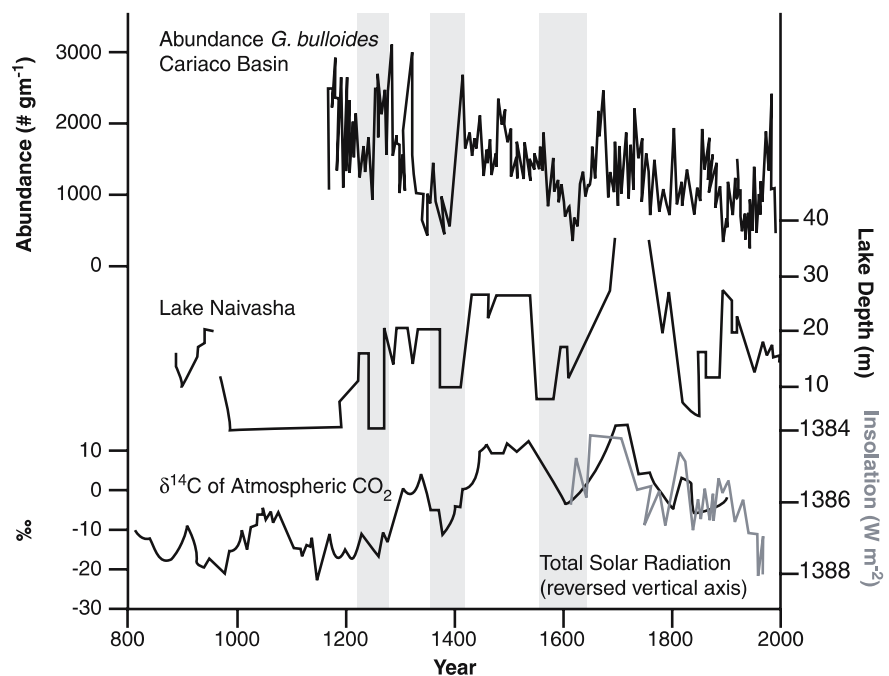 Abundance G. bulloides
Cariaco Basin
3000
2000
1000
0
Abundance (# gm⁻¹)
40
30
20
10
Lake Depth (m)
Lake Naivasha
1384
1386
1388
Insolation (W m⁻²)
10
0
-10
-20
-30
‰
δ¹⁴C of Atmospheric CO₂
Total Solar Radiation
(reversed vertical axis)
800
1000
1200
1400
1600
1800
2000
Year